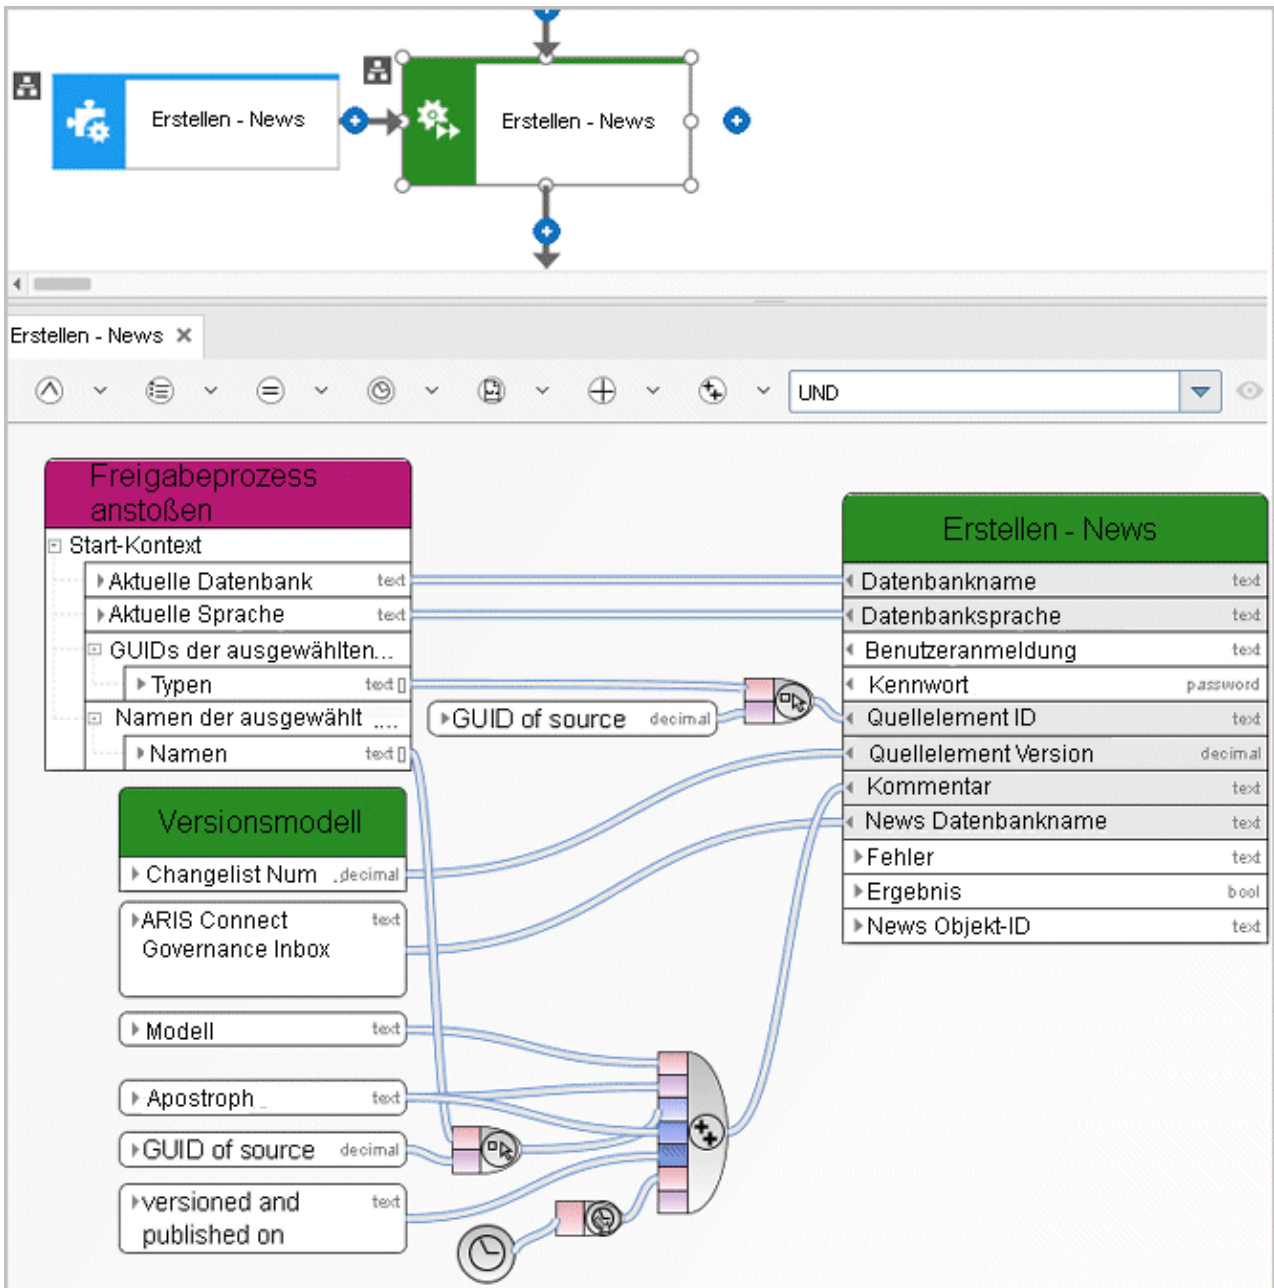 Erstellen - News
Erstellen - News
Erstellen - News
UND
Freigabeprozess
anstoßen
Start-Kontext
Aktuelle Datenbank text
Aktuelle Sprache text
GUIDs der ausgewählten...
Typen text []
Namen der ausgewählt ....
Namen text []
GUID of source decimal
Erstellen - News
Datenbankname text
Datenbanksprache text
Benutzeranmeldung text
Kennwort password
Quellelement ID text
Quellelement Version decimal
Kommentar text
News Datenbankname text
Fehler text
Ergebnis bool
News Objekt-ID text
Versionsmodell
Changelist Num .decimal
ARIS Connect text
Governance Inbox
Modell text
Apostroph text
GUID of source decimal
versioned and text
published on